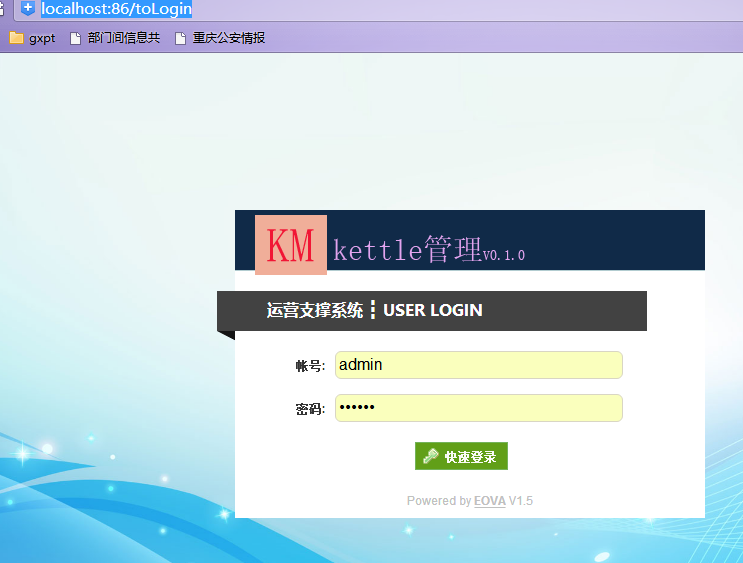 localhost:86/toLogin
gxpt 部门间信息共 重庆公安情报
KM kettle管理V0.1.0
运营支撑系统 ┇ USER LOGIN
帐号: admin
密码: ••••••
快速登录
Powered by EOVA V1.5